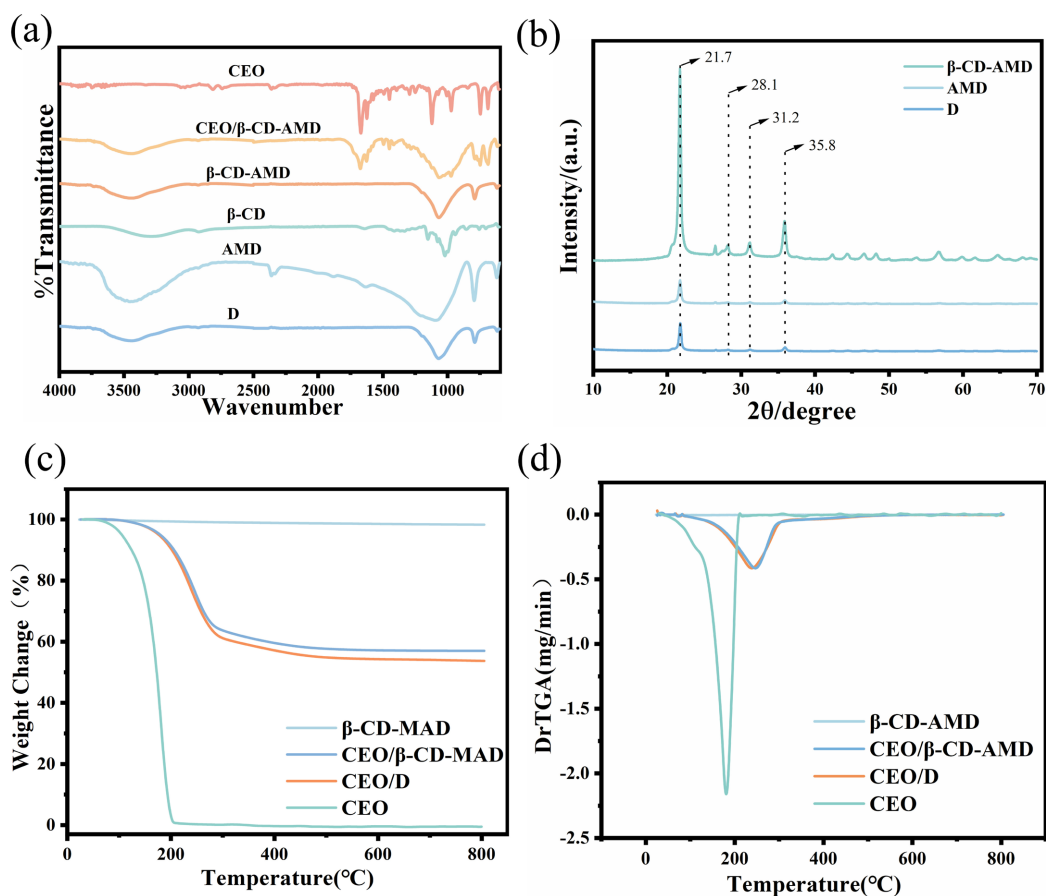 (a)
CEO
CEO/β-CD-AMD
β-CD-AMD
β-CD
AMD
D
%Transmittance
4000 3500 3000 2500 2000 1500 1000
Wavenumber
(b)
21.7
28.1
31.2
35.8
β-CD-AMD
AMD
D
Intensity/(a.u.)
10 20 30 40 50 60 70
2θ/degree
(c)
100
80
60
40
20
0
Weight Change（%）
β-CD-MAD
CEO/β-CD-MAD
CEO/D
CEO
0 200 400 600 800
Temperature(℃)
(d)
0.0
-0.5
-1.0
-1.5
-2.0
-2.5
DrTGA(mg/min)
β-CD-AMD
CEO/β-CD-AMD
CEO/D
CEO
0 200 400 600 800
Temperature(℃)